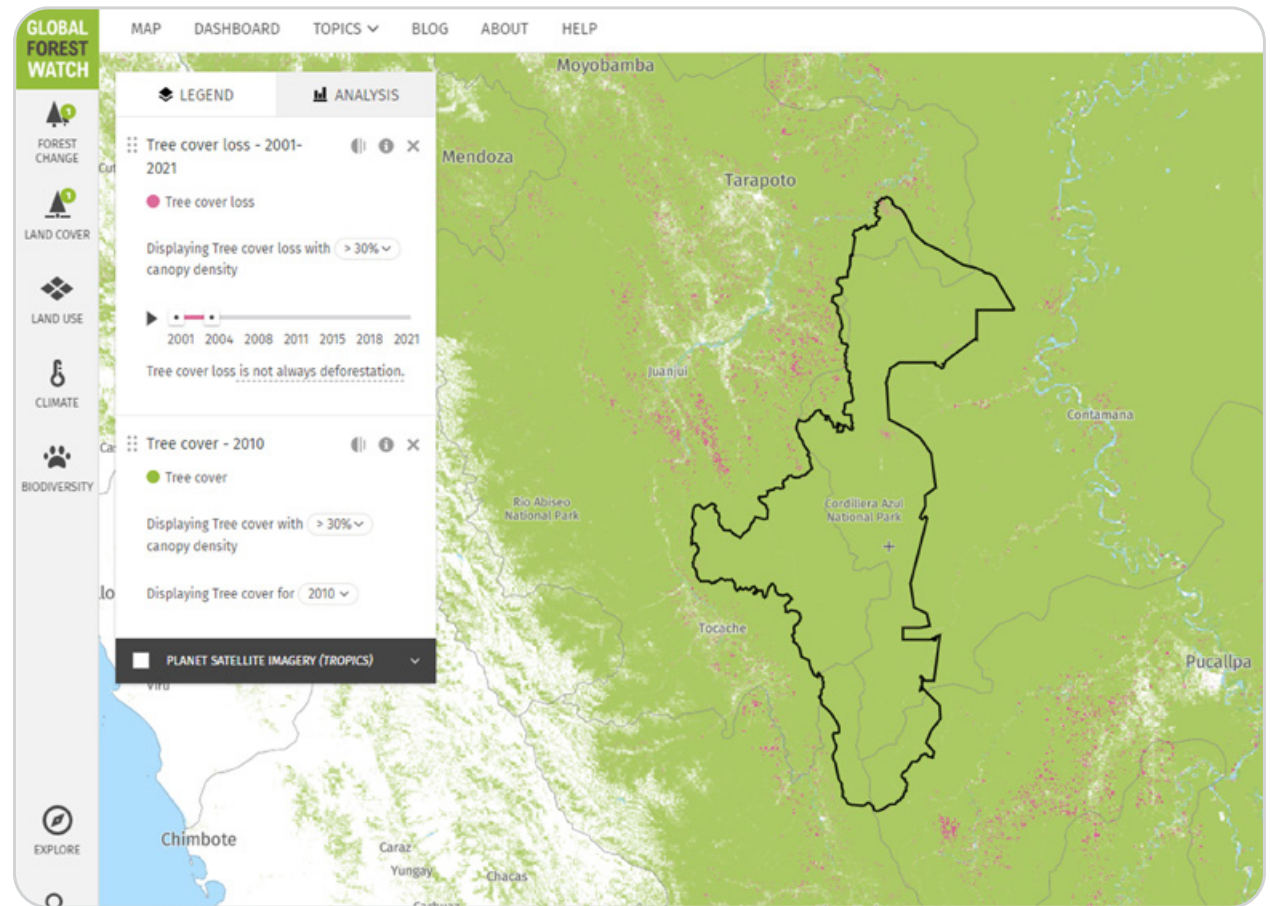 GLOBAL
FOREST
WATCH
MAP DASHBOARD TOPICS BLOG ABOUT HELP
FOREST
CHANGE
1
LAND COVER
1
LAND USE
CLIMATE
BIODIVERSITY
EXPLORE
LEGEND ANALYSIS
Tree cover loss - 2001-
2021
Tree cover loss
Displaying Tree cover loss with > 30%
canopy density
2001 2004 2008 2011 2015 2018 2021
Tree cover loss is not always deforestation.
Tree cover - 2010
Tree cover
Displaying Tree cover with > 30%
canopy density
Displaying Tree cover for 2010
PLANET SATELLITE IMAGERY (TROPICS)
Moyobamba
Mendoza
Tarapoto
Juanjuí
Contamana
Rio Abiseo
National Park
Cordillera Azul
National Park
Tocache
Pucallpa
Chimbote
Caraz
Yungay
Chacas